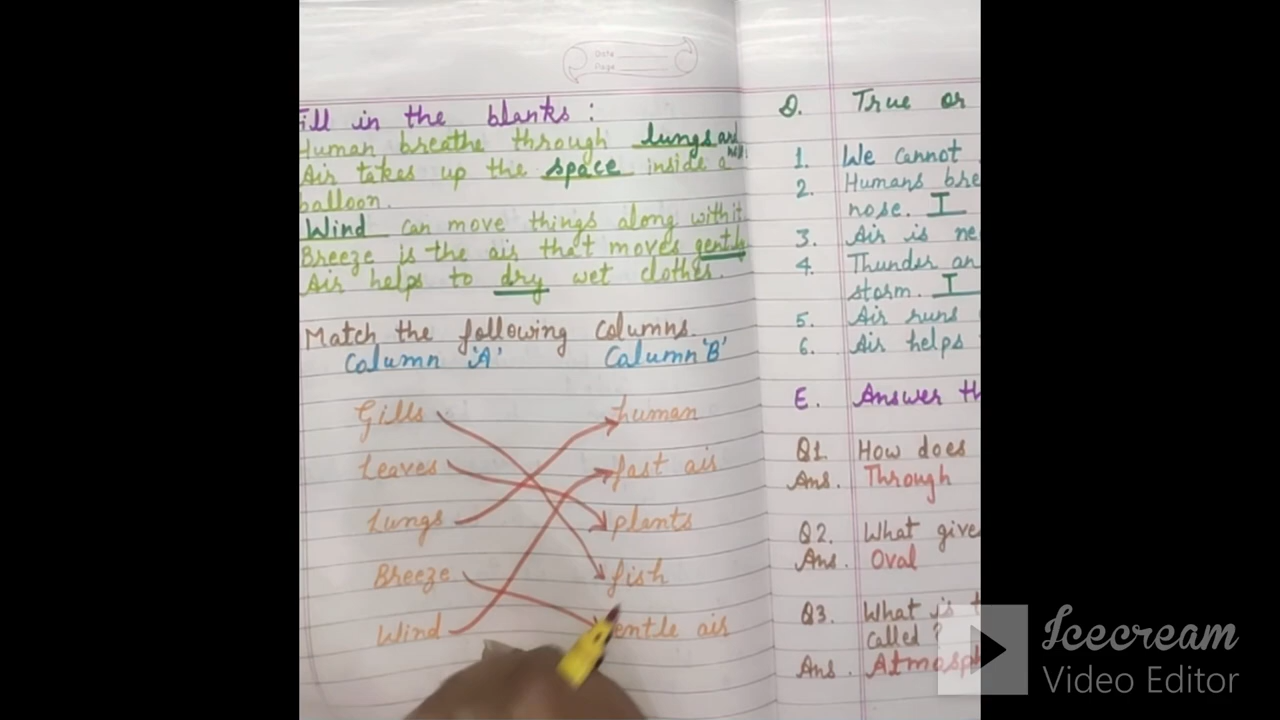 Date
Page
Fill in the blanks :
Human breathe through lungs and
Air takes up the space inside a
balloon.
Wind can move things along with it
Breeze is the air that moves gently
Air helps to dry wet clothes.
Match the following columns.
Column 'A' Column 'B'
Gills human
Leaves fast air
Lungs plants
Breeze fish
Wind entle air
D. True or
1. We cannot
2. Humans bre
nose. T
3. Air is ne
4. Thunder an
storm. T
5. Air runs
6. Air helps
E. Answer th
Q1. How does
Ans. Through
Q2. What give
Ans. Oval
Q3. What is t
called ?
Ans. Atmosph
Icecream
Video Editor